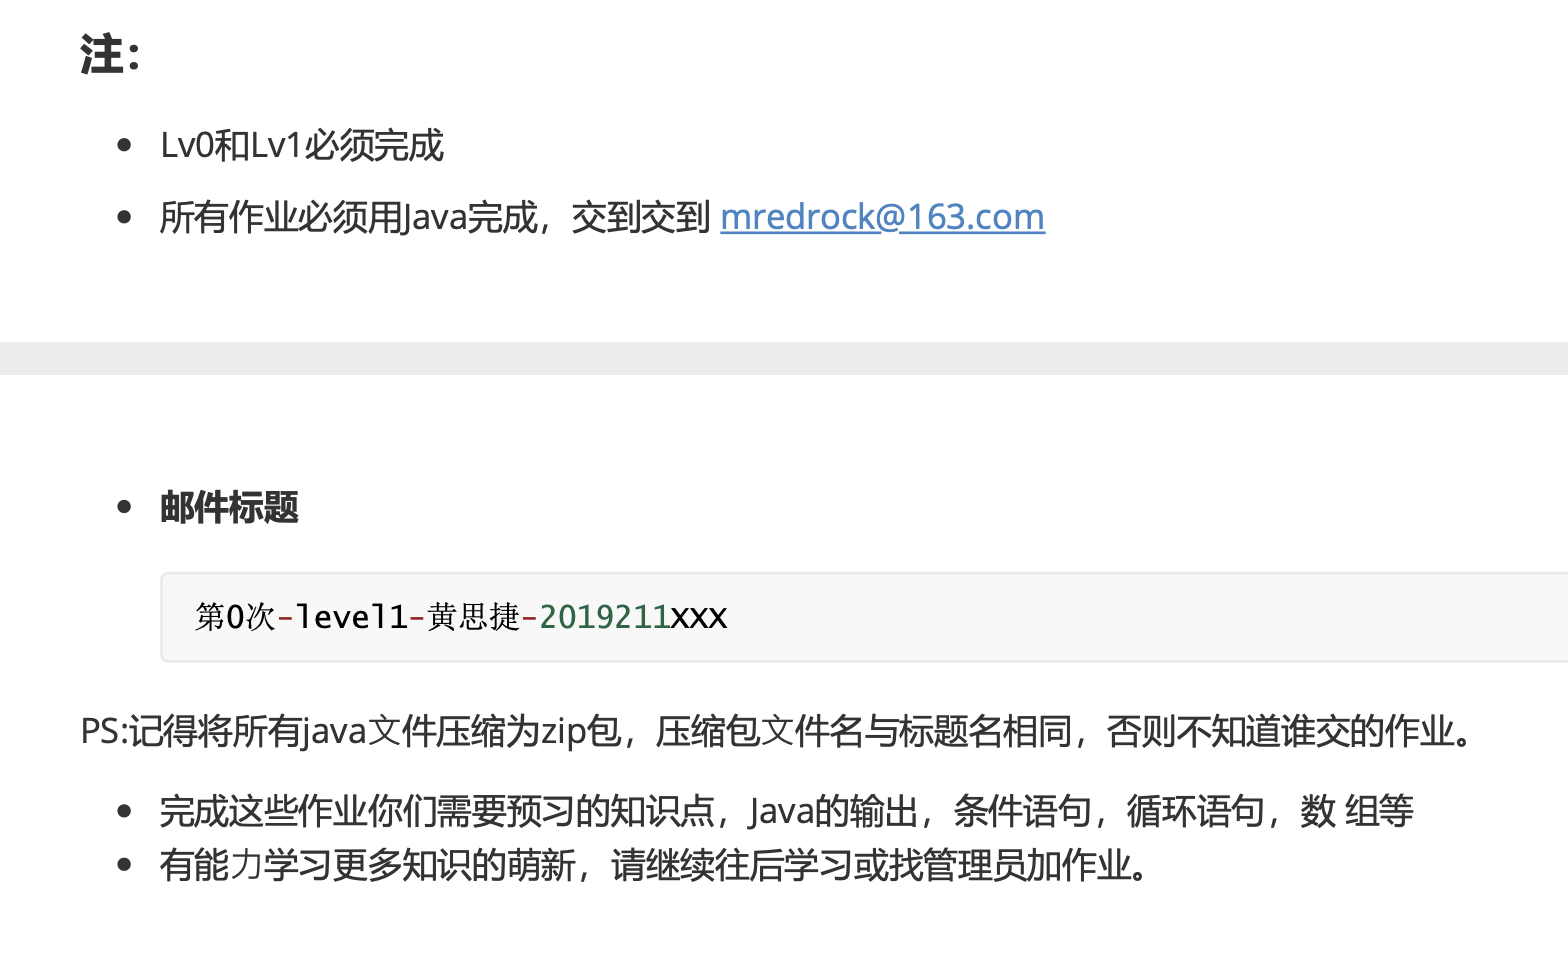 注：
Lv0和Lv1必须完成
所有作业必须用Java完成，交到交到 mredrock@163.com
邮件标题
第0次-level1-黄思捷-2019211XXX
PS:记得将所有java文件压缩为zip包，压缩包文件名与标题名相同，否则不知道谁交的作业。
完成这些作业你们需要预习的知识点，Java的输出，条件语句，循环语句，数 组等
有能力学习更多知识的萌新，请继续往后学习或找管理员加作业。